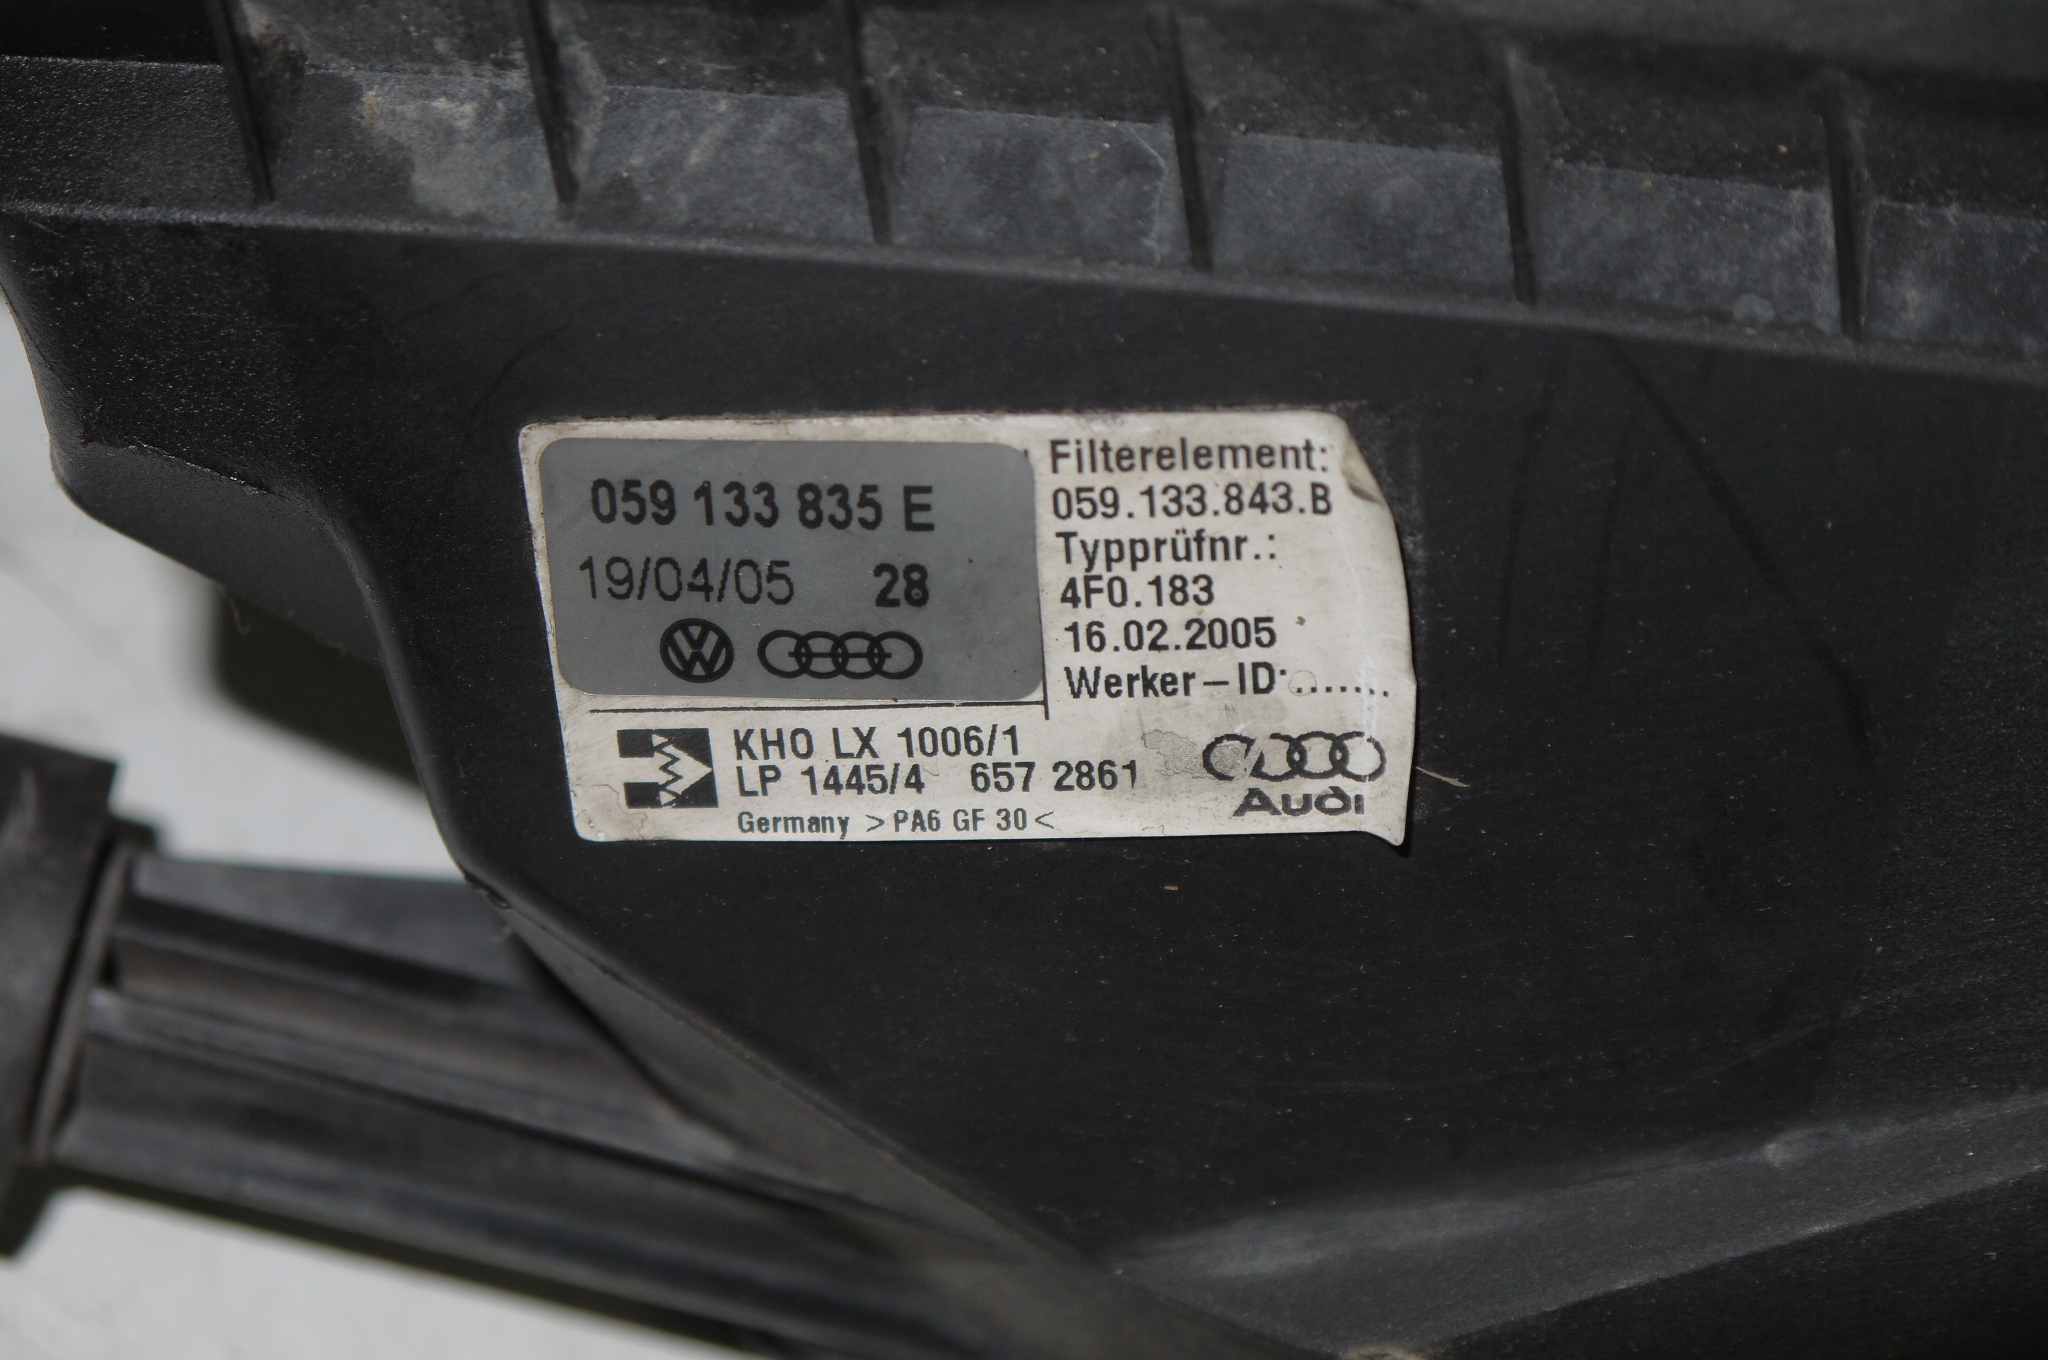 059 133 835 E
19/04/05 28
Filterelement:
059.133.843.B
Typprüfnr.:
4F0.183
16.02.2005
Werker-ID:.......
KHO LX 1006/1
LP 1445/4 657 2861
Germany >PA6 GF 30<
Audi